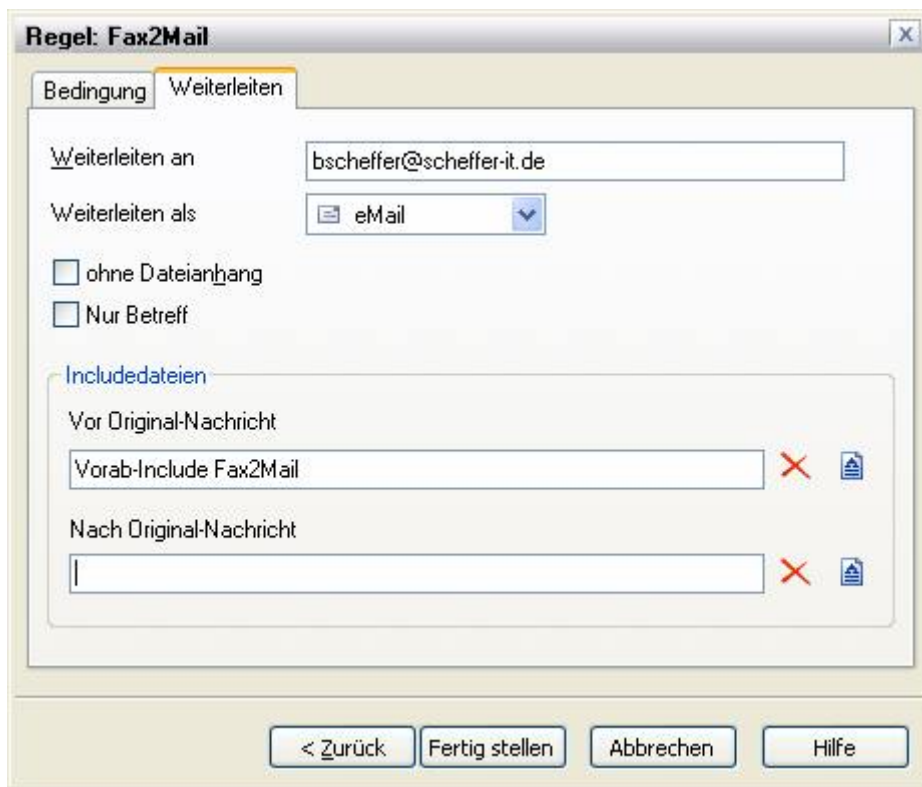 Regel: Fax2Mail
Bedingung Weiterleiten
Weiterleiten an bscheffer@scheffer-it.de
Weiterleiten als eMail
ohne Dateianhang
Nur Betreff
Includedateien
Vor Original-Nachricht
Vorab-Include Fax2Mail
Nach Original-Nachricht
< Zurück Fertig stellen Abbrechen Hilfe